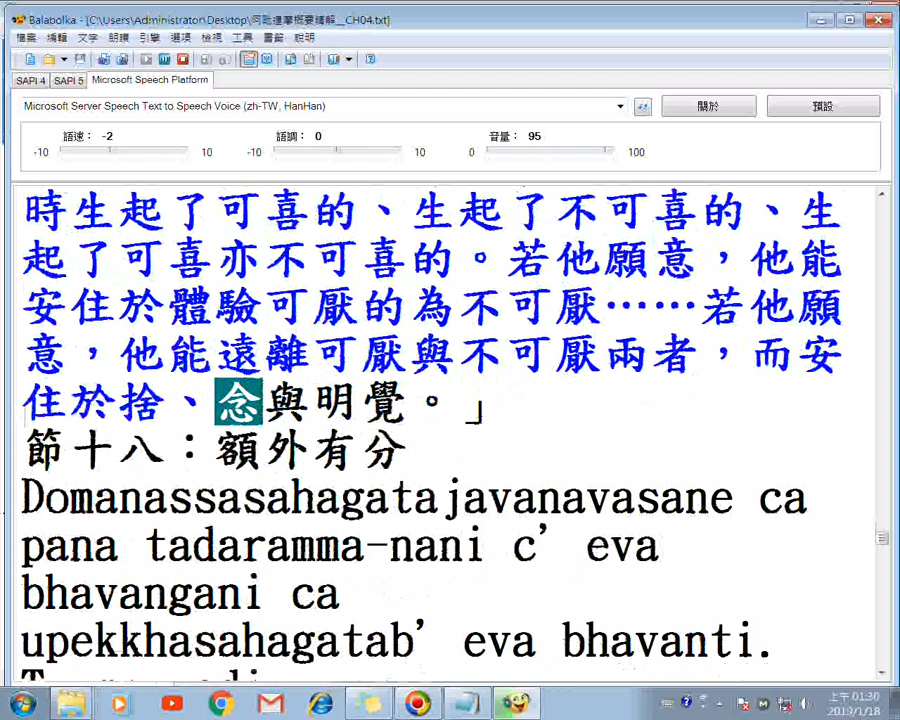 Balabolka - [C:\Users\Administrator\Desktop\阿毗達摩概要精解__CH04.txt]
檔案 編輯 文字 朗讀 引擎 選項 檢視 工具 書籤 說明
SAPI 4 SAPI 5 Microsoft Speech Platform
Microsoft Server Speech Text to Speech Voice (zh-TW, HanHan) 關於 預設
語速： -2 語調： 0 音量： 95
-10 10 -10 10 0 100
時生起了可喜的、生起了不可喜的、生
起了可喜亦不可喜的。若他願意，他能
安住於體驗可厭的為不可厭……若他願
意，他能遠離可厭與不可厭兩者，而安
住於捨、念與明覺。」
節十八：額外有分
Domanassasahagatajavanavasane ca
pana tadaramma-nani c’ eva
bhavangani ca
upekkhasahagatab’ eva bhavanti.
上午 01:30
2019/1/18